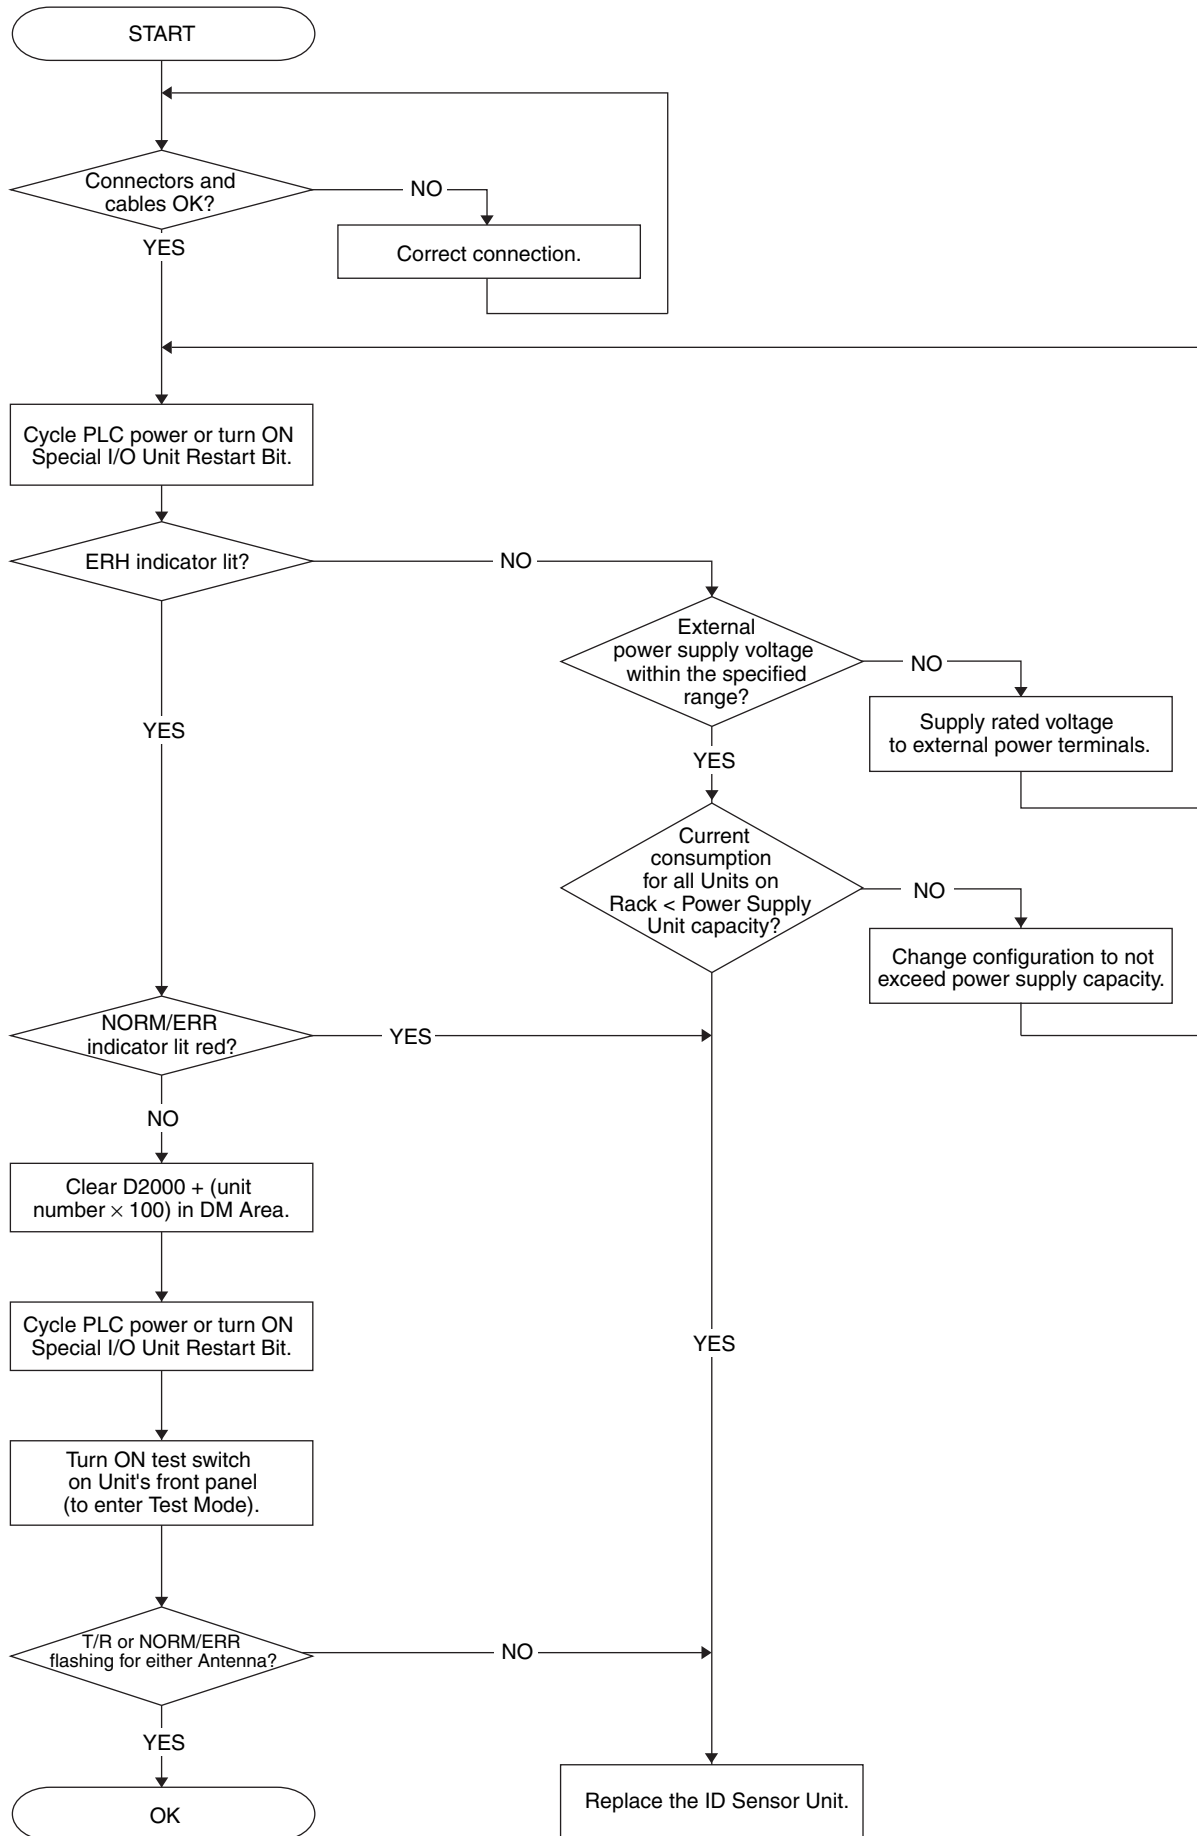 START
Connectors and
cables OK?
NO
YES
Correct connection.
Cycle PLC power or turn ON
Special I/O Unit Restart Bit.
ERH indicator lit?
NO
External
power supply voltage
within the specified
range?
NO
YES
Supply rated voltage
to external power terminals.
YES
Current
consumption
for all Units on
Rack < Power Supply
Unit capacity?
NO
Change configuration to not
exceed power supply capacity.
NORM/ERR
indicator lit red?
YES
NO
Clear D2000 + (unit
number × 100) in DM Area.
Cycle PLC power or turn ON
Special I/O Unit Restart Bit.
YES
Turn ON test switch
on Unit's front panel
(to enter Test Mode).
T/R or NORM/ERR
flashing for either Antenna?
NO
YES
OK
Replace the ID Sensor Unit.